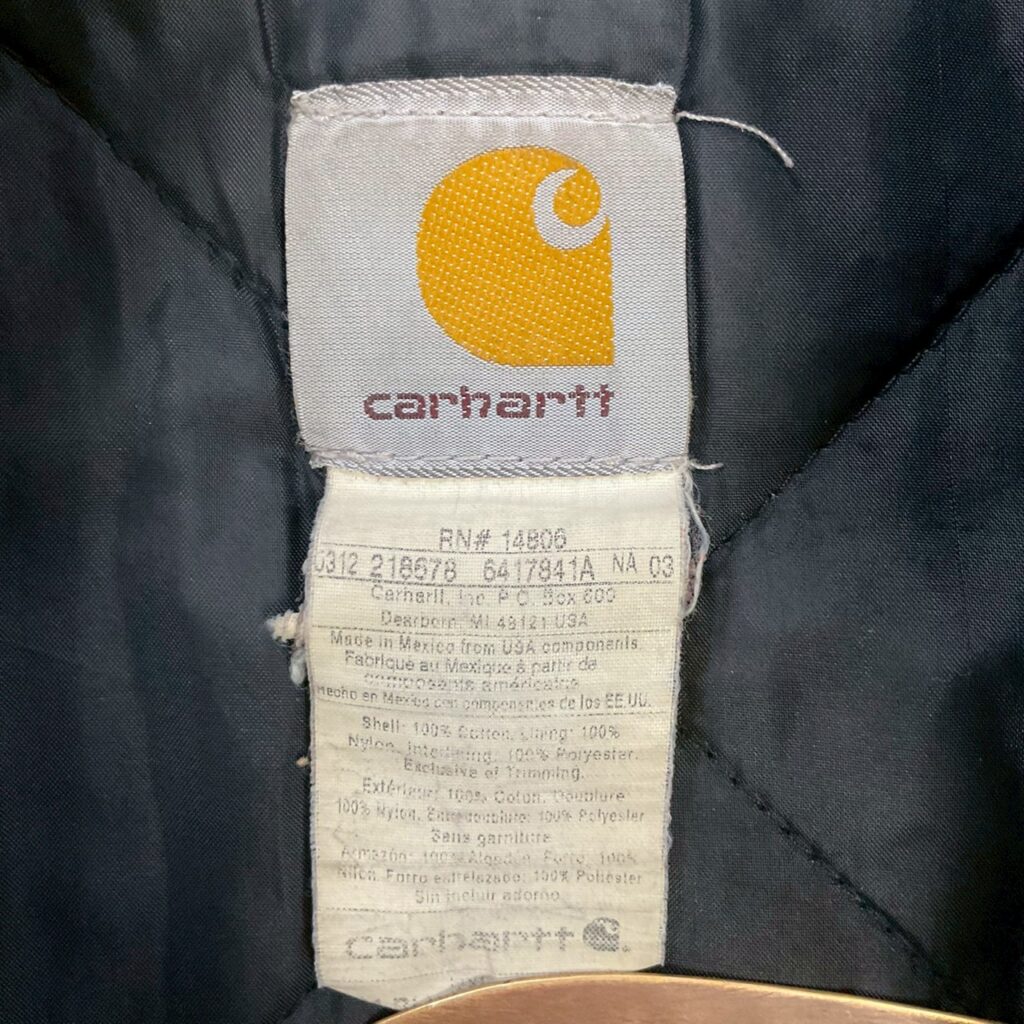 carhartt
RN# 14806
0312 218678 6417841A NA 03
Carhartt, Inc. P.O. Box 600
Dearborn, MI 48121 USA
Made in Mexico from USA components.
Fabriqué au Mexique à partir de
composants américains
Hecho en Mexico con componentes de los EE.UU.
Shell: 100% Cotton. Lining: 100%
Nylon. Interlining: 100% Polyester.
Exclusive of Trimming.
Extérieur: 100% Coton. Doublure
100% Nylon. Entredoublure: 100% Polyester
Sans garniture
Armazón: 100% Algodon. Forro: 100%
Nilon. Forro entrelazado: 100% Poliester
Sin incluir adorno
carhartt